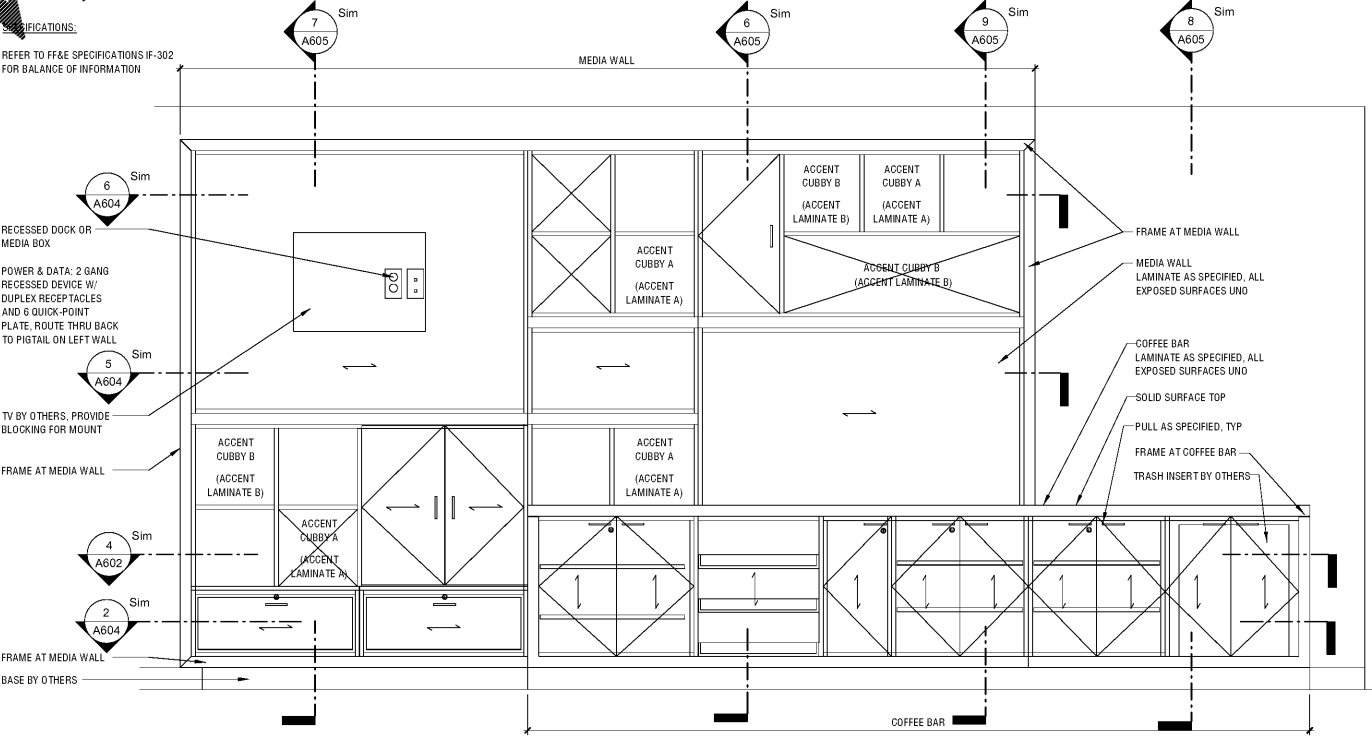 SPECIFICATIONS:
REFER TO FF&E SPECIFICATIONS IF-302
FOR BALANCE OF INFORMATION
7
A605
Sim
6
A605
Sim
9
A605
Sim
8
A605
Sim
MEDIA WALL
6
A604
Sim
RECESSED DOCK OR
MEDIA BOX
POWER & DATA: 2 GANG
RECESSED DEVICE W/
DUPLEX RECEPTACLES
AND 6 QUICK-POINT
PLATE, ROUTE THRU BACK
TO PIGTAIL ON LEFT WALL
5
A604
Sim
TV BY OTHERS, PROVIDE
BLOCKING FOR MOUNT
FRAME AT MEDIA WALL
4
A602
Sim
2
A604
Sim
FRAME AT MEDIA WALL
BASE BY OTHERS
ACCENT
CUBBY B
(ACCENT
LAMINATE B)
ACCENT
CUBBY A
(ACCENT
LAMINATE A)
ACCENT
CUBBY A
(ACCENT
LAMINATE A)
ACCENT CUBBY B
(ACCENT LAMINATE B)
ACCENT
CUBBY B
(ACCENT
LAMINATE B)
ACCENT
CUBBY A
(ACCENT
LAMINATE A)
ACCENT
CUBBY A
(ACCENT
LAMINATE A)
FRAME AT MEDIA WALL
MEDIA WALL
LAMINATE AS SPECIFIED, ALL
EXPOSED SURFACES UNO
COFFEE BAR
LAMINATE AS SPECIFIED, ALL
EXPOSED SURFACES UNO
SOLID SURFACE TOP
PULL AS SPECIFIED, TYP
FRAME AT COFFEE BAR
TRASH INSERT BY OTHERS
COFFEE BAR